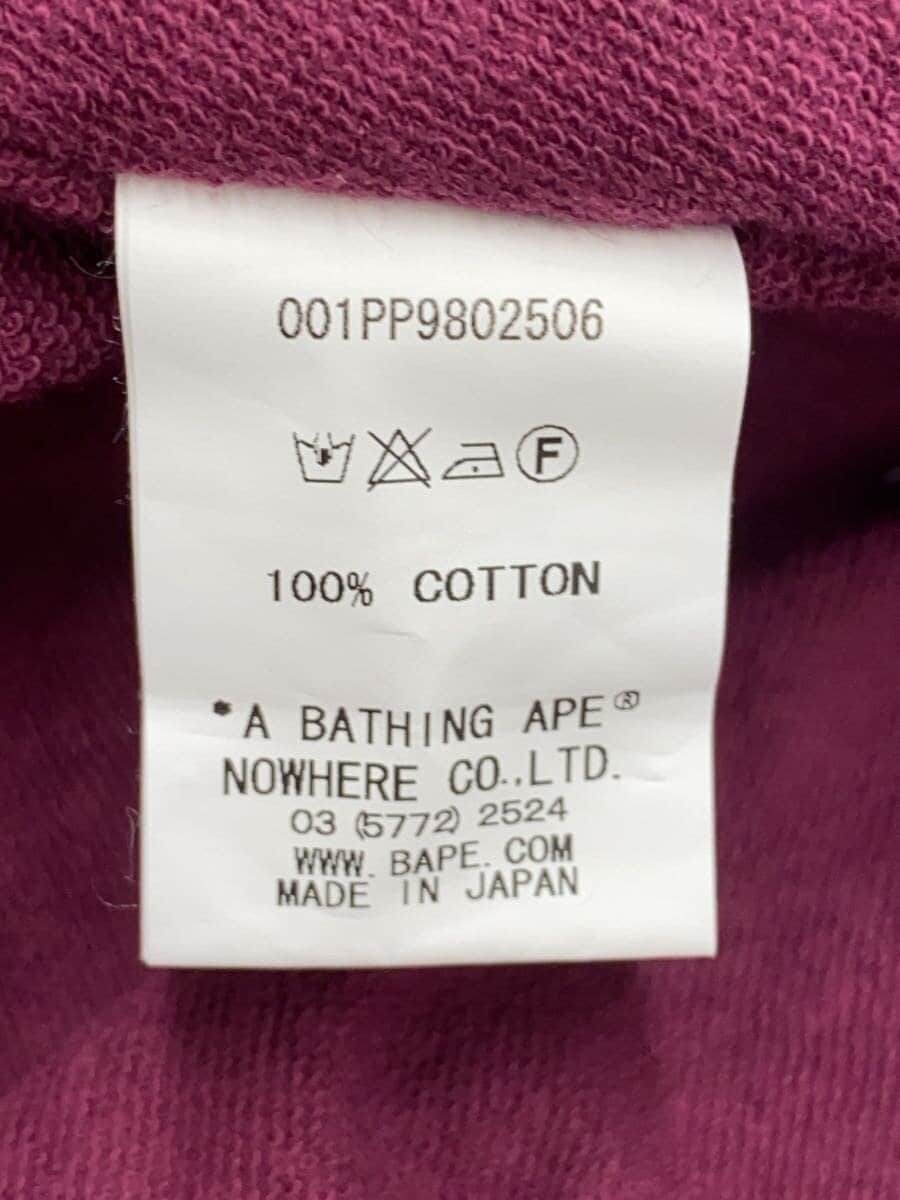 001PP9802506
F
100% COTTON
*A BATHING APE®
NOWHERE CO.,LTD.
03 (5772) 2524
WWW. BAPE. COM
MADE IN JAPAN